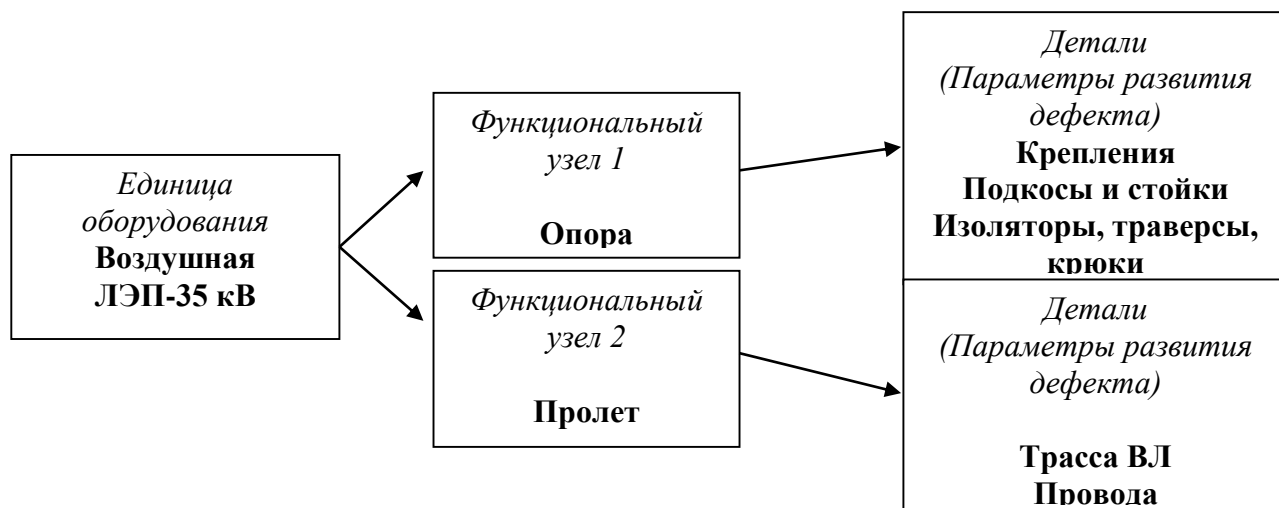 Единица
оборудования
Воздушная
ЛЭП-35 кВ
Функциональный
узел 1
Опора
Функциональный
узел 2
Пролет
Детали
(Параметры развития
дефекта)
Крепления
Подкосы и стойки
Изоляторы, траверсы,
крюки
Детали
(Параметры развития
дефекта)
Трасса ВЛ
Провода